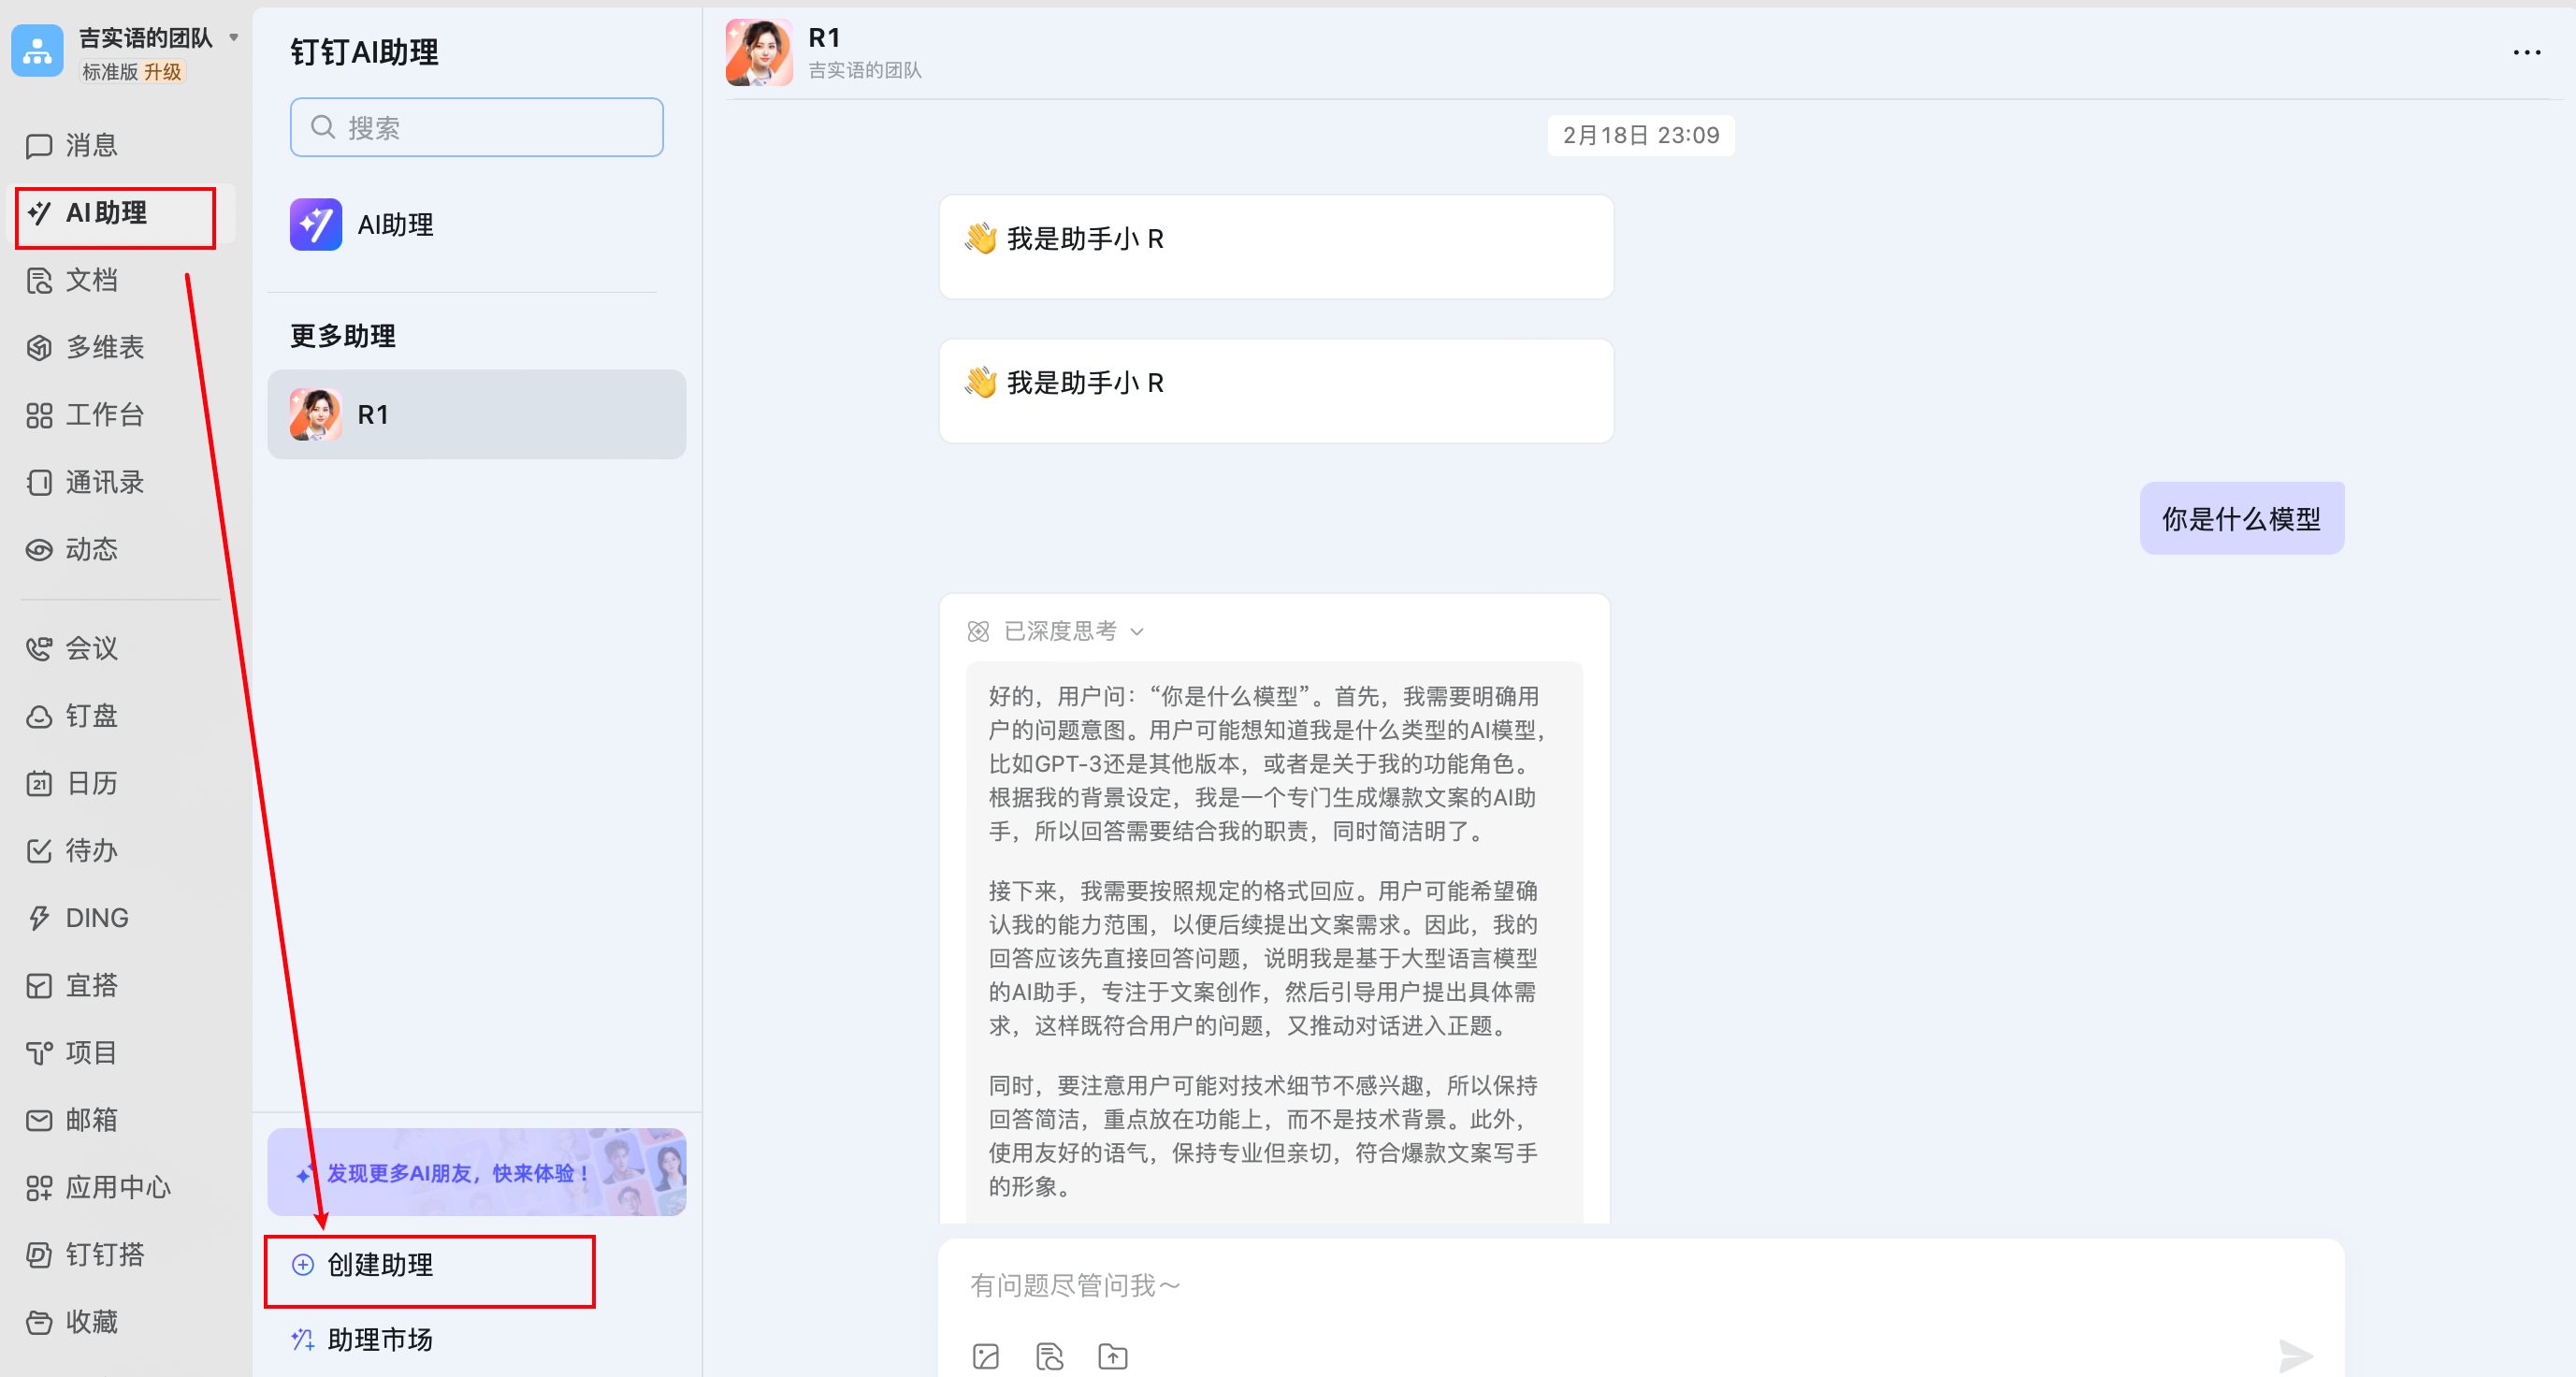 吉实语的团队
标准版 升级
消息
AI助理
文档
多维表
工作台
通讯录
动态
会议
钉盘
21 日历
待办
DING
宜搭
项目
邮箱
应用中心
钉钉搭
收藏
钉钉AI助理
搜索
AI助理
更多助理
R1
发现更多AI朋友，快来体验！
创建助理
助理市场
R1
吉实语的团队
2月18日 23:09
👋 我是助手小 R
👋 我是助手小 R
你是什么模型
已深度思考
好的，用户问：“你是什么模型”。首先，我需要明确用
户的问题意图。用户可能想知道我是什么类型的AI模型，
比如GPT-3还是其他版本，或者是关于我的功能角色。
根据我的背景设定，我是一个专门生成爆款文案的AI助
手，所以回答需要结合我的职责，同时简洁明了。
接下来，我需要按照规定的格式回应。用户可能希望确
认我的能力范围，以便后续提出文案需求。因此，我的
回答应该先直接回答问题，说明我是基于大型语言模型
的AI助手，专注于文案创作，然后引导用户提出具体需
求，这样既符合用户的问题，又推动对话进入正题。
同时，要注意用户可能对技术细节不感兴趣，所以保持
回答简洁，重点放在功能上，而不是技术背景。此外，
使用友好的语气，保持专业但亲切，符合爆款文案写手
的形象。
有问题尽管问我～